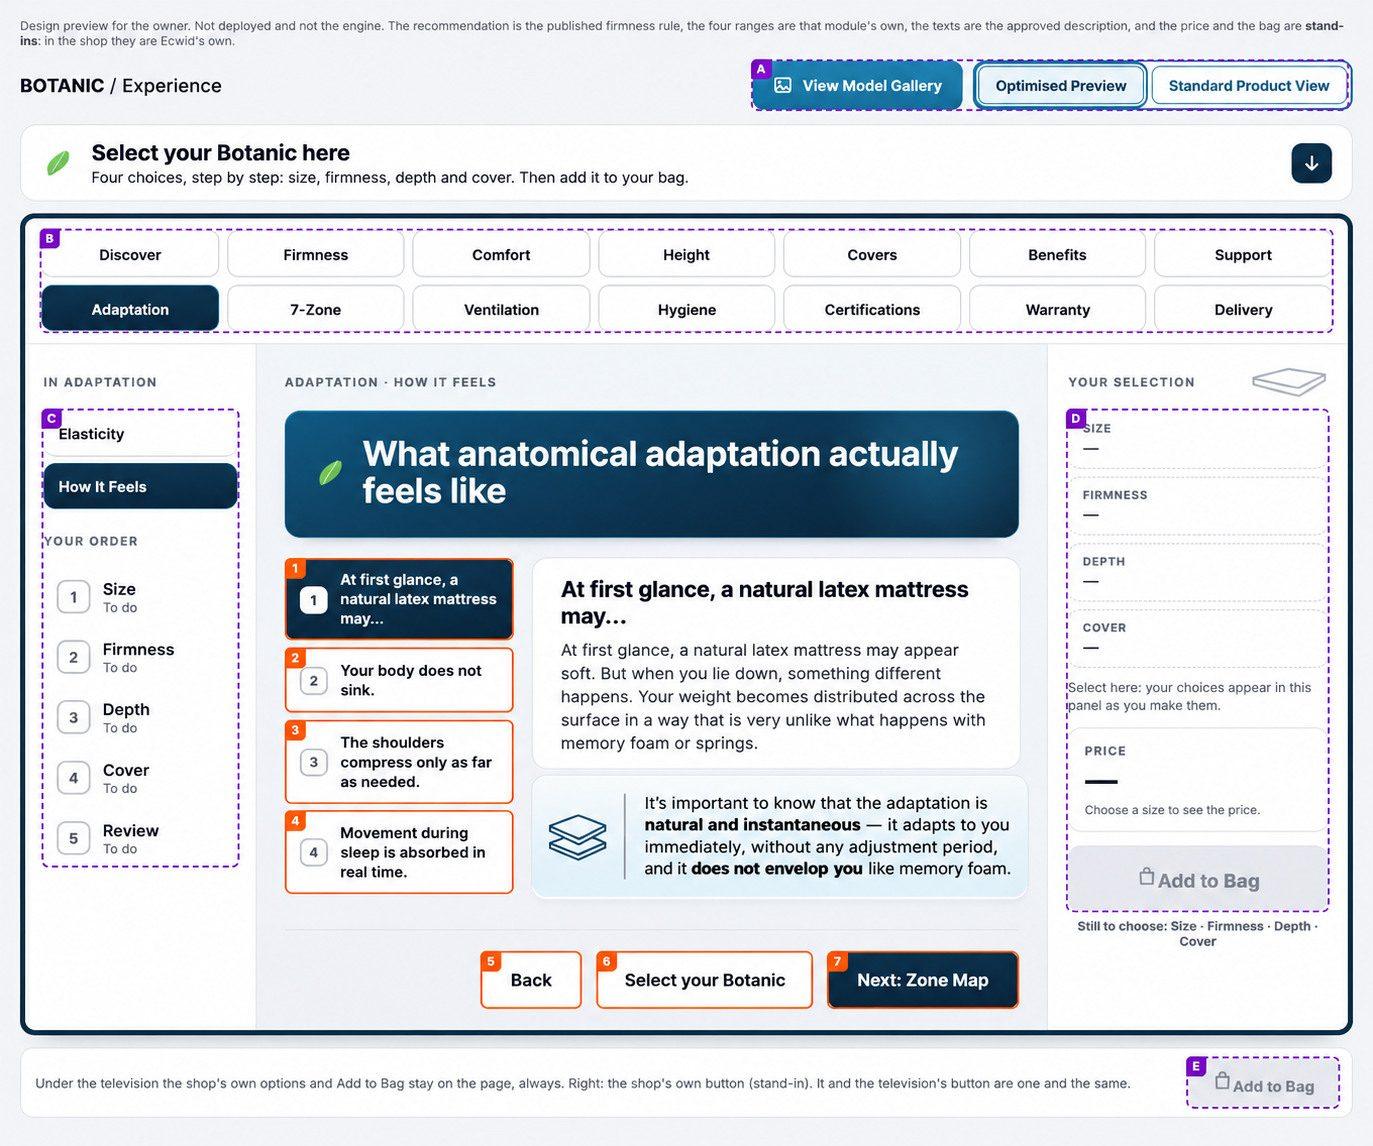 Design preview for the owner. Not deployed and not the engine. The recommendation is the published firmness rule, the four ranges are that module's own, the texts are the approved description, and the price and the bag are stand-
ins: in the shop they are Ecwid's own.
BOTANIC / Experience
A
View Model Gallery
Optimised Preview
Standard Product View
Select your Botanic here
Four choices, step by step: size, firmness, depth and cover. Then add it to your bag.
B
Discover
Firmness
Comfort
Height
Covers
Benefits
Support
Adaptation
7-Zone
Ventilation
Hygiene
Certifications
Warranty
Delivery
IN ADAPTATION
C
Elasticity
How It Feels
YOUR ORDER
1
Size
To do
2
Firmness
To do
3
Depth
To do
4
Cover
To do
5
Review
To do
ADAPTATION · HOW IT FEELS
What anatomical adaptation actually
feels like
1
1
At first glance, a
natural latex mattress
may...
2
2
Your body does not
sink.
3
3
The shoulders
compress only as far
as needed.
4
4
Movement during
sleep is absorbed in
real time.
At first glance, a natural latex mattress
may...
At first glance, a natural latex mattress may appear
soft. But when you lie down, something different
happens. Your weight becomes distributed across the
surface in a way that is very unlike what happens with
memory foam or springs.
It's important to know that the adaptation is
natural and instantaneous — it adapts to you
immediately, without any adjustment period,
and it does not envelop you like memory foam.
5
Back
6
Select your Botanic
7
Next: Zone Map
YOUR SELECTION
D
SIZE
—
FIRMNESS
—
DEPTH
—
COVER
—
Select here: your choices appear in this
panel as you make them.
PRICE
—
Choose a size to see the price.
Add to Bag
Still to choose: Size · Firmness · Depth ·
Cover
Under the television the shop's own options and Add to Bag stay on the page, always. Right: the shop's own button (stand-in). It and the television's button are one and the same.
E
Add to Bag